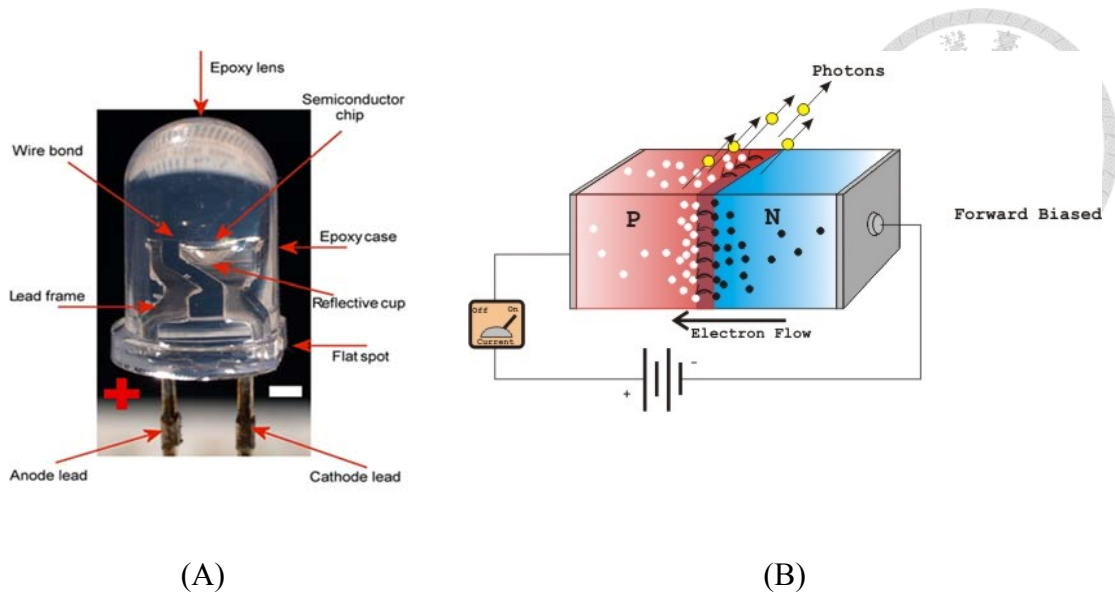 Epoxy lens
Semiconductor
chip
Wire bond
Epoxy case
Lead frame
Reflective cup
Flat spot
+
-
Anode lead
Cathode lead
(A)
Photons
P
N
Forward Biased
Off
On
Current
Electron Flow
+
-
(B)